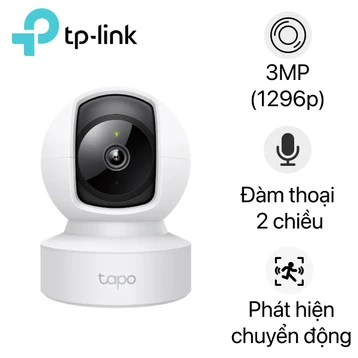 tp-link
3MP
(1296p)
Đàm thoại
2 chiều
tapo
Phát hiện
chuyển động